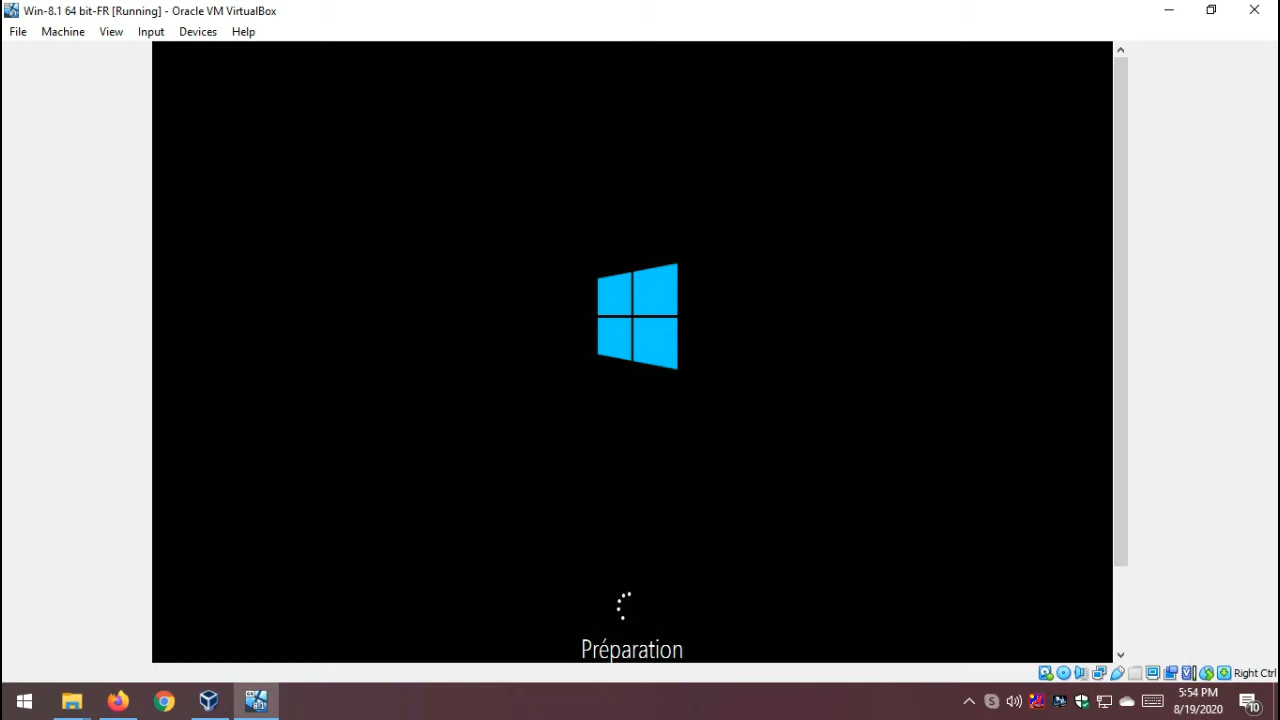 Win-8.1 64 bit-FR [Running] - Oracle VM VirtualBox
File Machine View Input Devices Help
Préparation
Right Ctrl
5:54 PM
8/19/2020
10